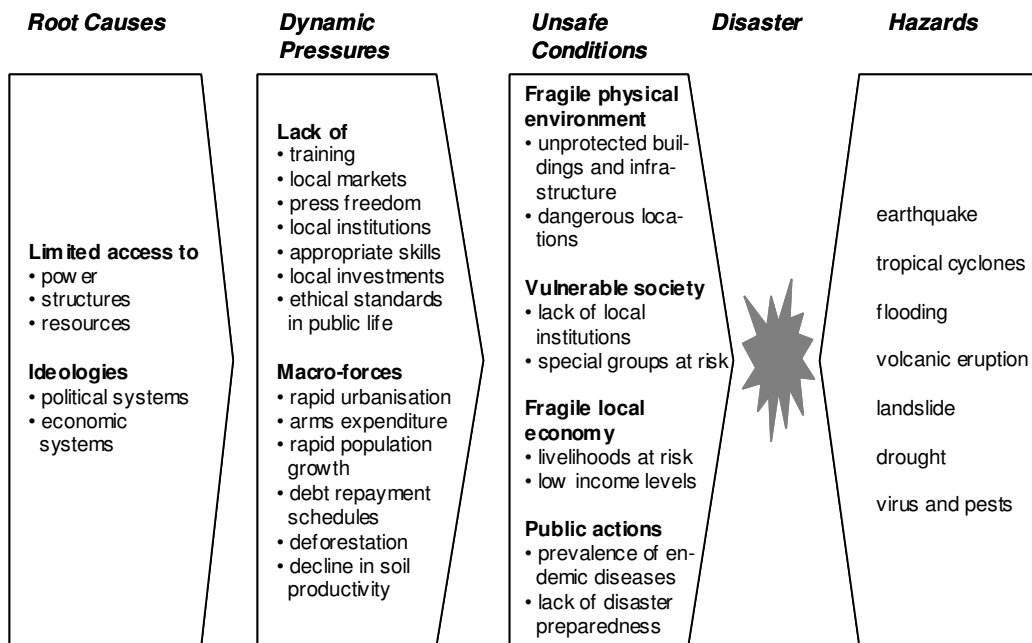 Root Causes
Dynamic
Pressures
Unsafe
Conditions
Disaster
Hazards
Limited access to
• power
• structures
• resources
Ideologies
• political systems
• economic
systems
Lack of
• training
• local markets
• press freedom
• local institutions
• appropriate skills
• local investments
• ethical standards
in public life
Macro-forces
• rapid urbanisation
• arms expenditure
• rapid population
growth
• debt repayment
schedules
• deforestation
• decline in soil
productivity
Fragile physical
environment
• unprotected buil-
dings and infra-
structure
• dangerous loca-
tions
Vulnerable society
• lack of local
institutions
• special groups at risk
Fragile local
economy
• livelihoods at risk
• low income levels
Public actions
• prevalence of en-
demic diseases
• lack of disaster
preparedness
earthquake
tropical cyclones
flooding
volcanic eruption
landslide
drought
virus and pests